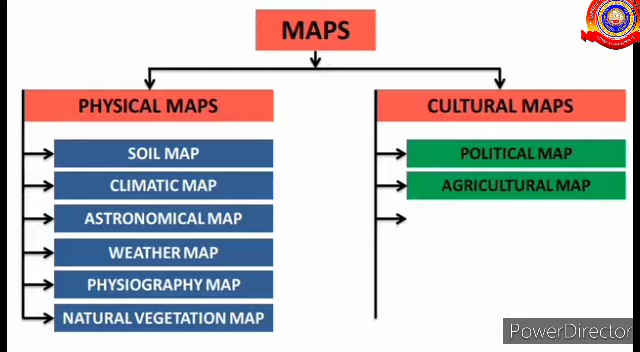 MAPS
PHYSICAL MAPS
SOIL MAP
CLIMATIC MAP
ASTRONOMICAL MAP
WEATHER MAP
PHYSIOGRAPHY MAP
NATURAL VEGETATION MAP
CULTURAL MAPS
POLITICAL MAP
AGRICULTURAL MAP
PowerDirector